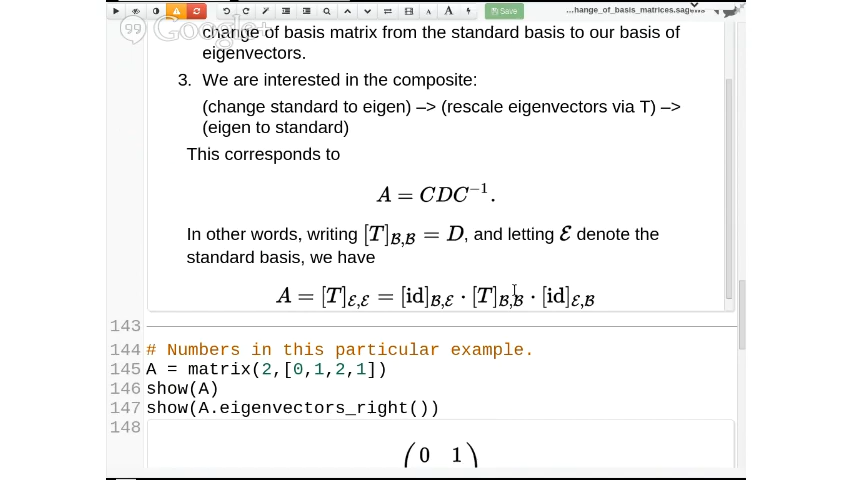 Save
...hange_of_basis_matrices.sagews
Google+
change of basis matrix from the standard basis to our basis of
eigenvectors.
3. We are interested in the composite:
(change standard to eigen) –> (rescale eigenvectors via T) –>
(eigen to standard)
This corresponds to
A = CDC⁻¹.
In other words, writing [T]_{ℬ,ℬ} = D, and letting ℰ denote the
standard basis, we have
A = [T]_{ℰ,ℰ} = [id]_{ℬ,ℰ} · [T]_{ℬ,ℬ} · [id]_{ℰ,ℬ}
143
144 # Numbers in this particular example.
145 A = matrix(2,[0,1,2,1])
146 show(A)
147 show(A.eigenvectors_right())
148
( 0 1 )